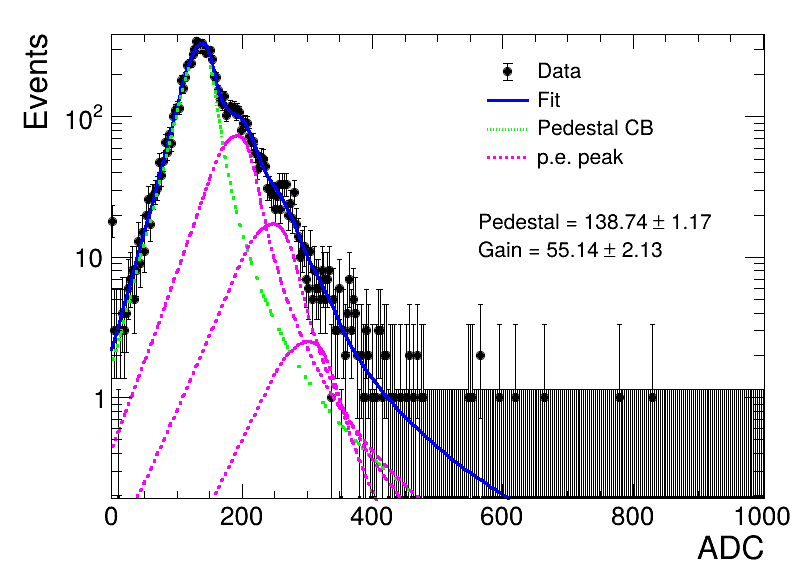 Events
10²
10
1
Data
Fit
Pedestal CB
p.e. peak
Pedestal = 138.74 ± 1.17
Gain = 55.14 ± 2.13
0 200 400 600 800 1000
ADC